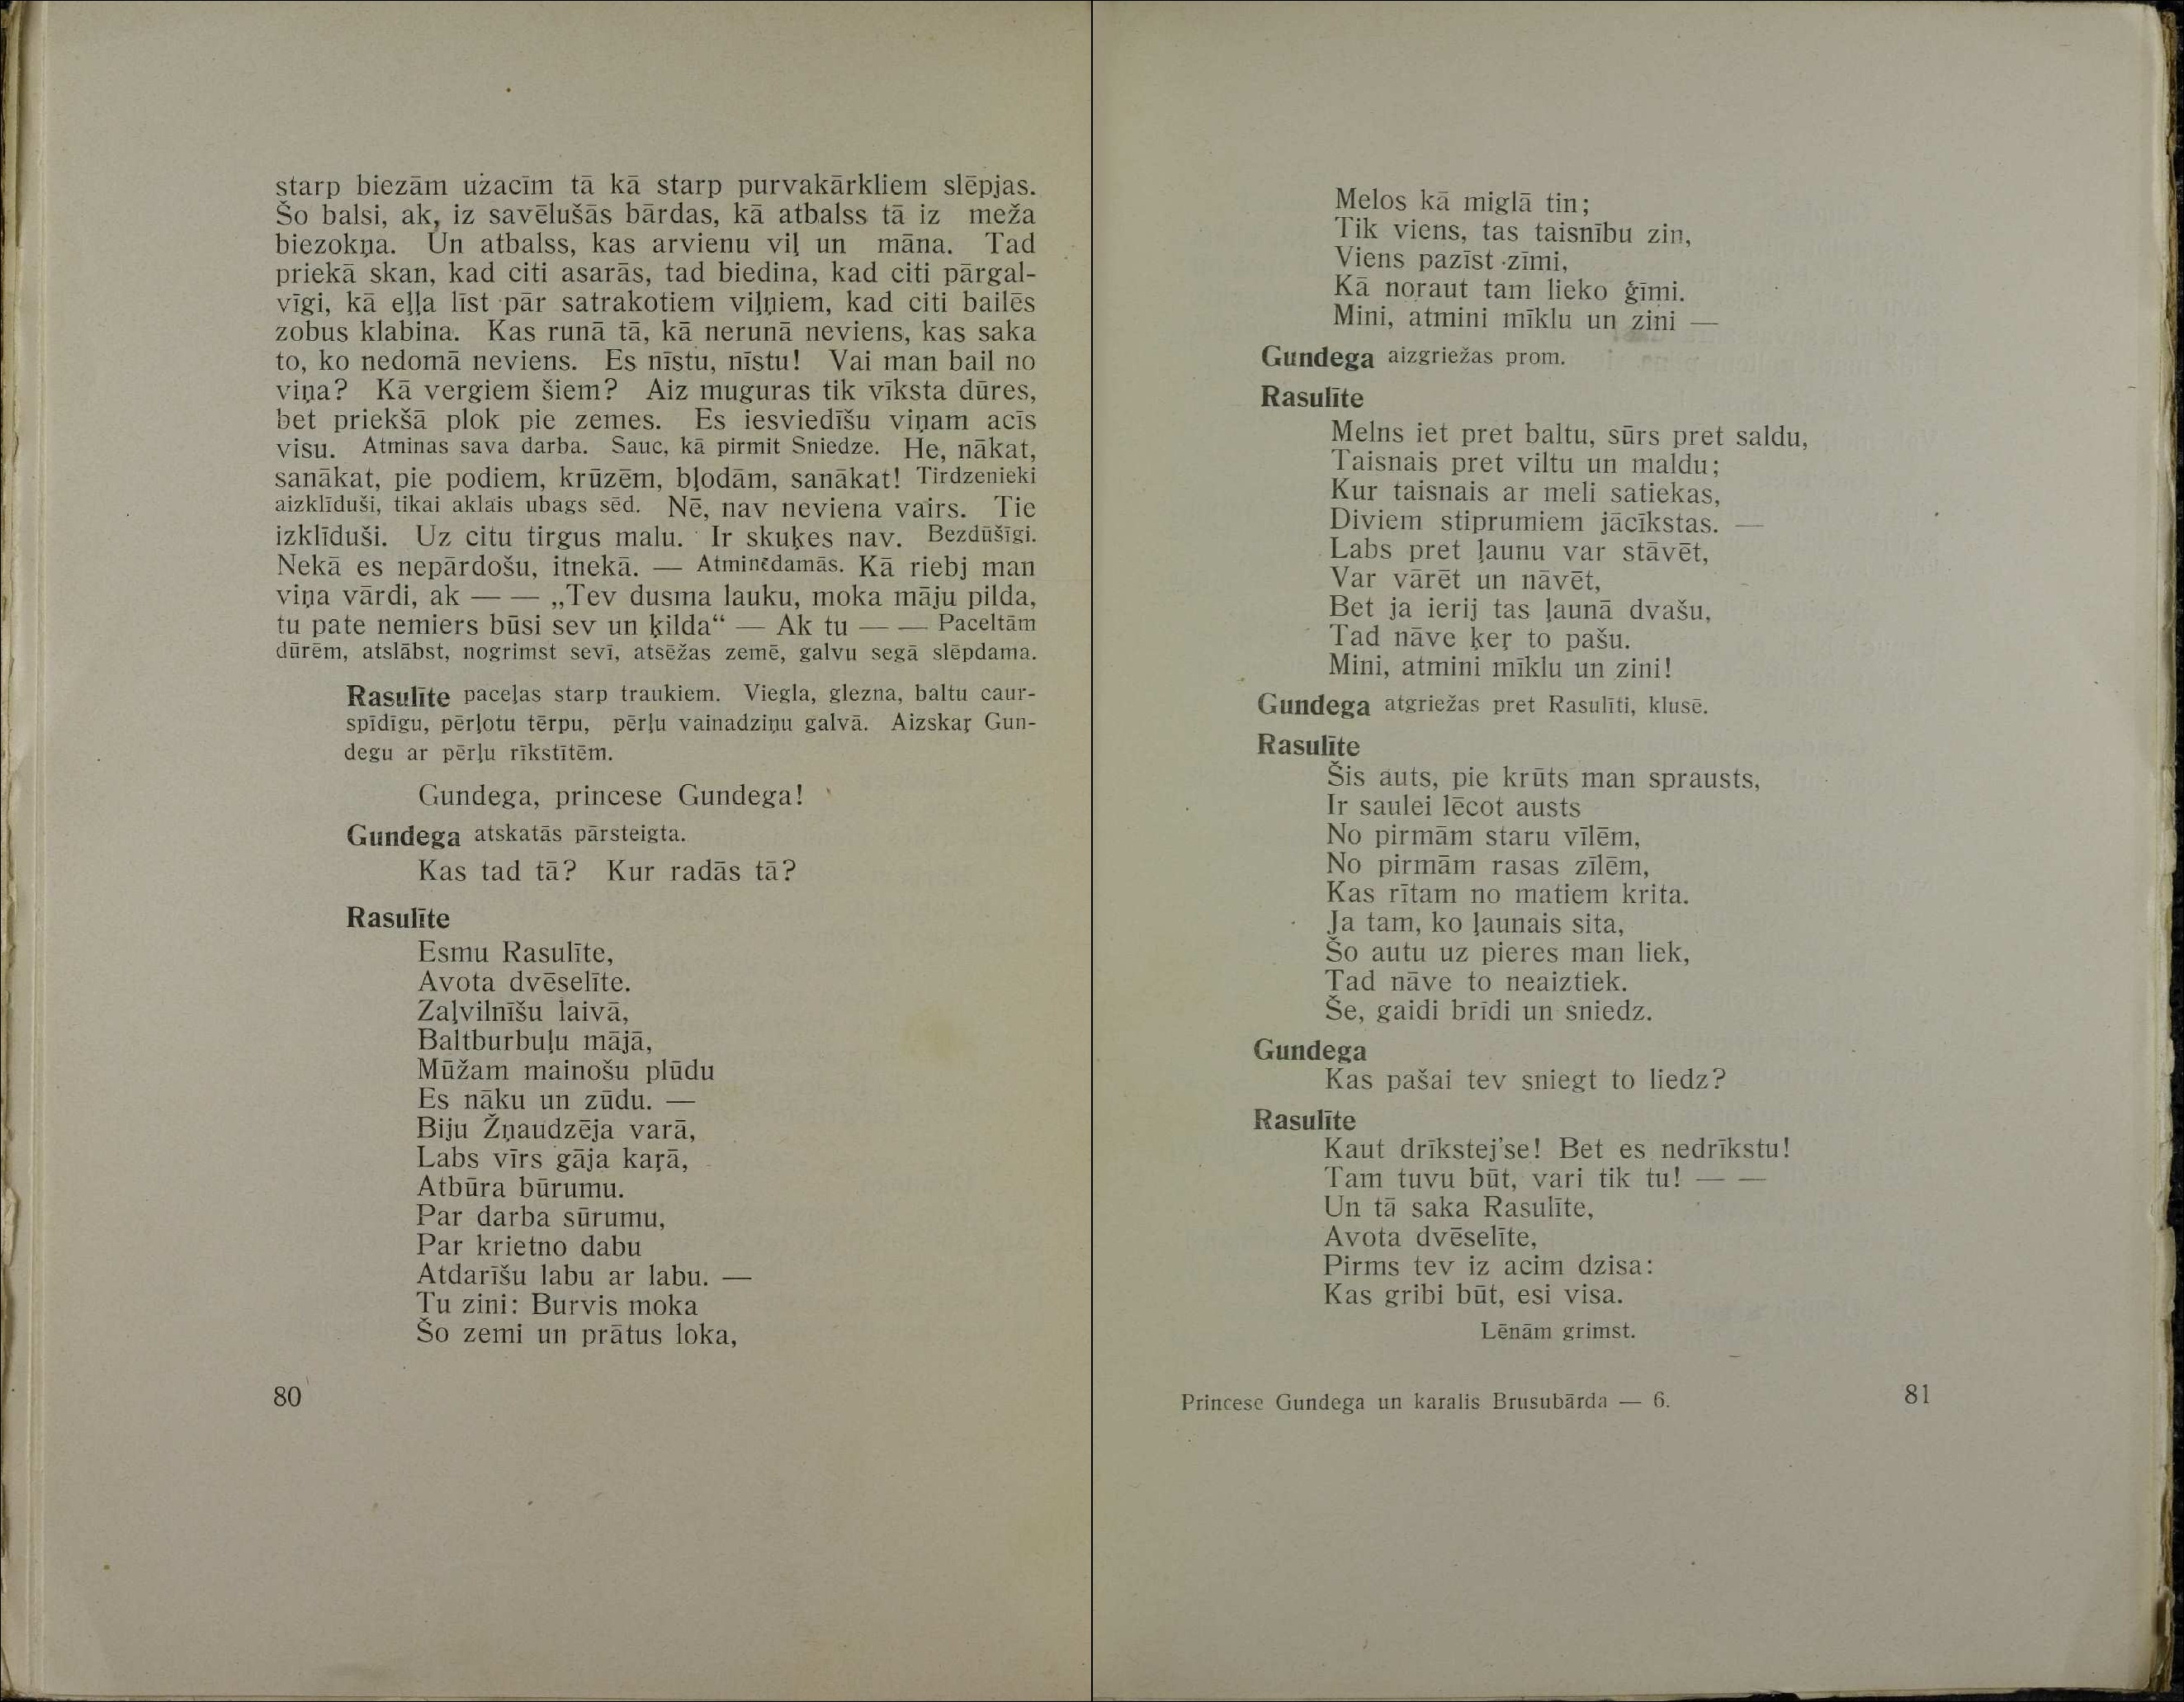 starp biezām uzacīm tā kā starp purvakārkliem slēpjas.
Šo balsi, ak, iz savēlušās bārdas, kā atbalss tā iz meža
biezokņa. Un atbalss, kas arvienu viļ un māna. Tad
priekā skan, kad citi asarās, tad biedina, kad citi pārgal-
vīgi, kā eļļa līst pār satrakotiem viļņiem, kad citi bailēs
zobus klabina. Kas runā tā, kā nerunā neviens, kas saka
to, ko nedomā neviens. Es nīstu, nīstu! Vai man bail no
viņa? Kā vergiem šiem? Aiz muguras tik vīksta dūres,
bet priekšā plok pie zemes. Es iesviedīšu viņam acīs
visu. Atminas sava darba. Sauc, kā pirmit Sniedze. He, nākat,
sanākat, pie podiem, krūzēm, bļodām, sanākat! Tirdzenieki
aizklīduši, tikai aklais ubags sēd. Nē, nav neviena vairs. Tie
izklīduši. Uz citu tirgus malu. Ir skuķes nav. Bezdūšīgi.
Nekā es nepārdošu, itnekā. — Atminēdamās. Kā riebj man
viņa vārdi, ak — — „Tev dusma lauku, moka māju pilda,
tu pate nemiers būsi sev un ķilda“ — Ak tu — — Paceltām
dūrēm, atslābst, nogrimst sevī, atsēžas zemē, galvu segā slēpdama.
Rasulīte paceļas starp traukiem. Viegla, glezna, baltu caur-
spīdīgu, pērļotu tērpu, pērļu vainadziņu galvā. Aizskaŗ Gun-
degu ar pērļu rīkstītēm.
Gundega, princese Gundega!
Gundega atskatās pārsteigta.
Kas tad tā? Kur radās tā?
Rasulīte
Esmu Rasulīte,
Avota dvēselīte.
Zaļvilnīšu laivā,
Baltburbuļu mājā,
Mūžam mainošu plūdu
Es nāku un zūdu. —
Biju Žņaudzēja varā,
Labs vīrs gāja kaŗā,
Atbūra būrumu.
Par darba sūrumu,
Par krietno dabu
Atdarīšu labu ar labu. —
Tu zini: Burvis moka
Šo zemi un prātus loka,
80
Melos kā miglā tin;
Tik viens, tas taisnību zin,
Viens pazīst zīmi,
Kā noraut tam lieko ģīmi.
Mini, atmini mīklu un zini —
Gundega aizgriežas prom.
Rasulīte
Melns iet pret baltu, sūrs pret saldu,
Taisnais pret viltu un maldu;
Kur taisnais ar meli satiekas,
Diviem stiprumiem jācīkstas. —
Labs pret ļaunu var stāvēt,
Var vārēt un nāvēt,
Bet ja ierij tas ļaunā dvašu,
Tad nāve ķeŗ to pašu.
Mini, atmini mīklu un zini!
Gundega atgriežas pret Rasulīti, klusē.
Rasulīte
Šis auts, pie krūts man sprausts,
Ir saulei lēcot austs
No pirmām staru vīlēm,
No pirmām rasas zīlēm,
Kas rītam no matiem krita.
Ja tam, ko ļaunais sita,
Šo autu uz pieres man liek,
Tad nāve to neaiztiek.
Še, gaidi brīdi un sniedz.
Gundega
Kas pašai tev sniegt to liedz?
Rasulīte
Kaut drīkstej'se! Bet es nedrīkstu!
Tam tuvu būt, vari tik tu! — —
Un tā saka Rasulīte,
Avota dvēselīte,
Pirms tev iz acim dzisa:
Kas gribi būt, esi visa.
Lēnām grimst.
Princese Gundega un karalis Brusubārda — 6.
81